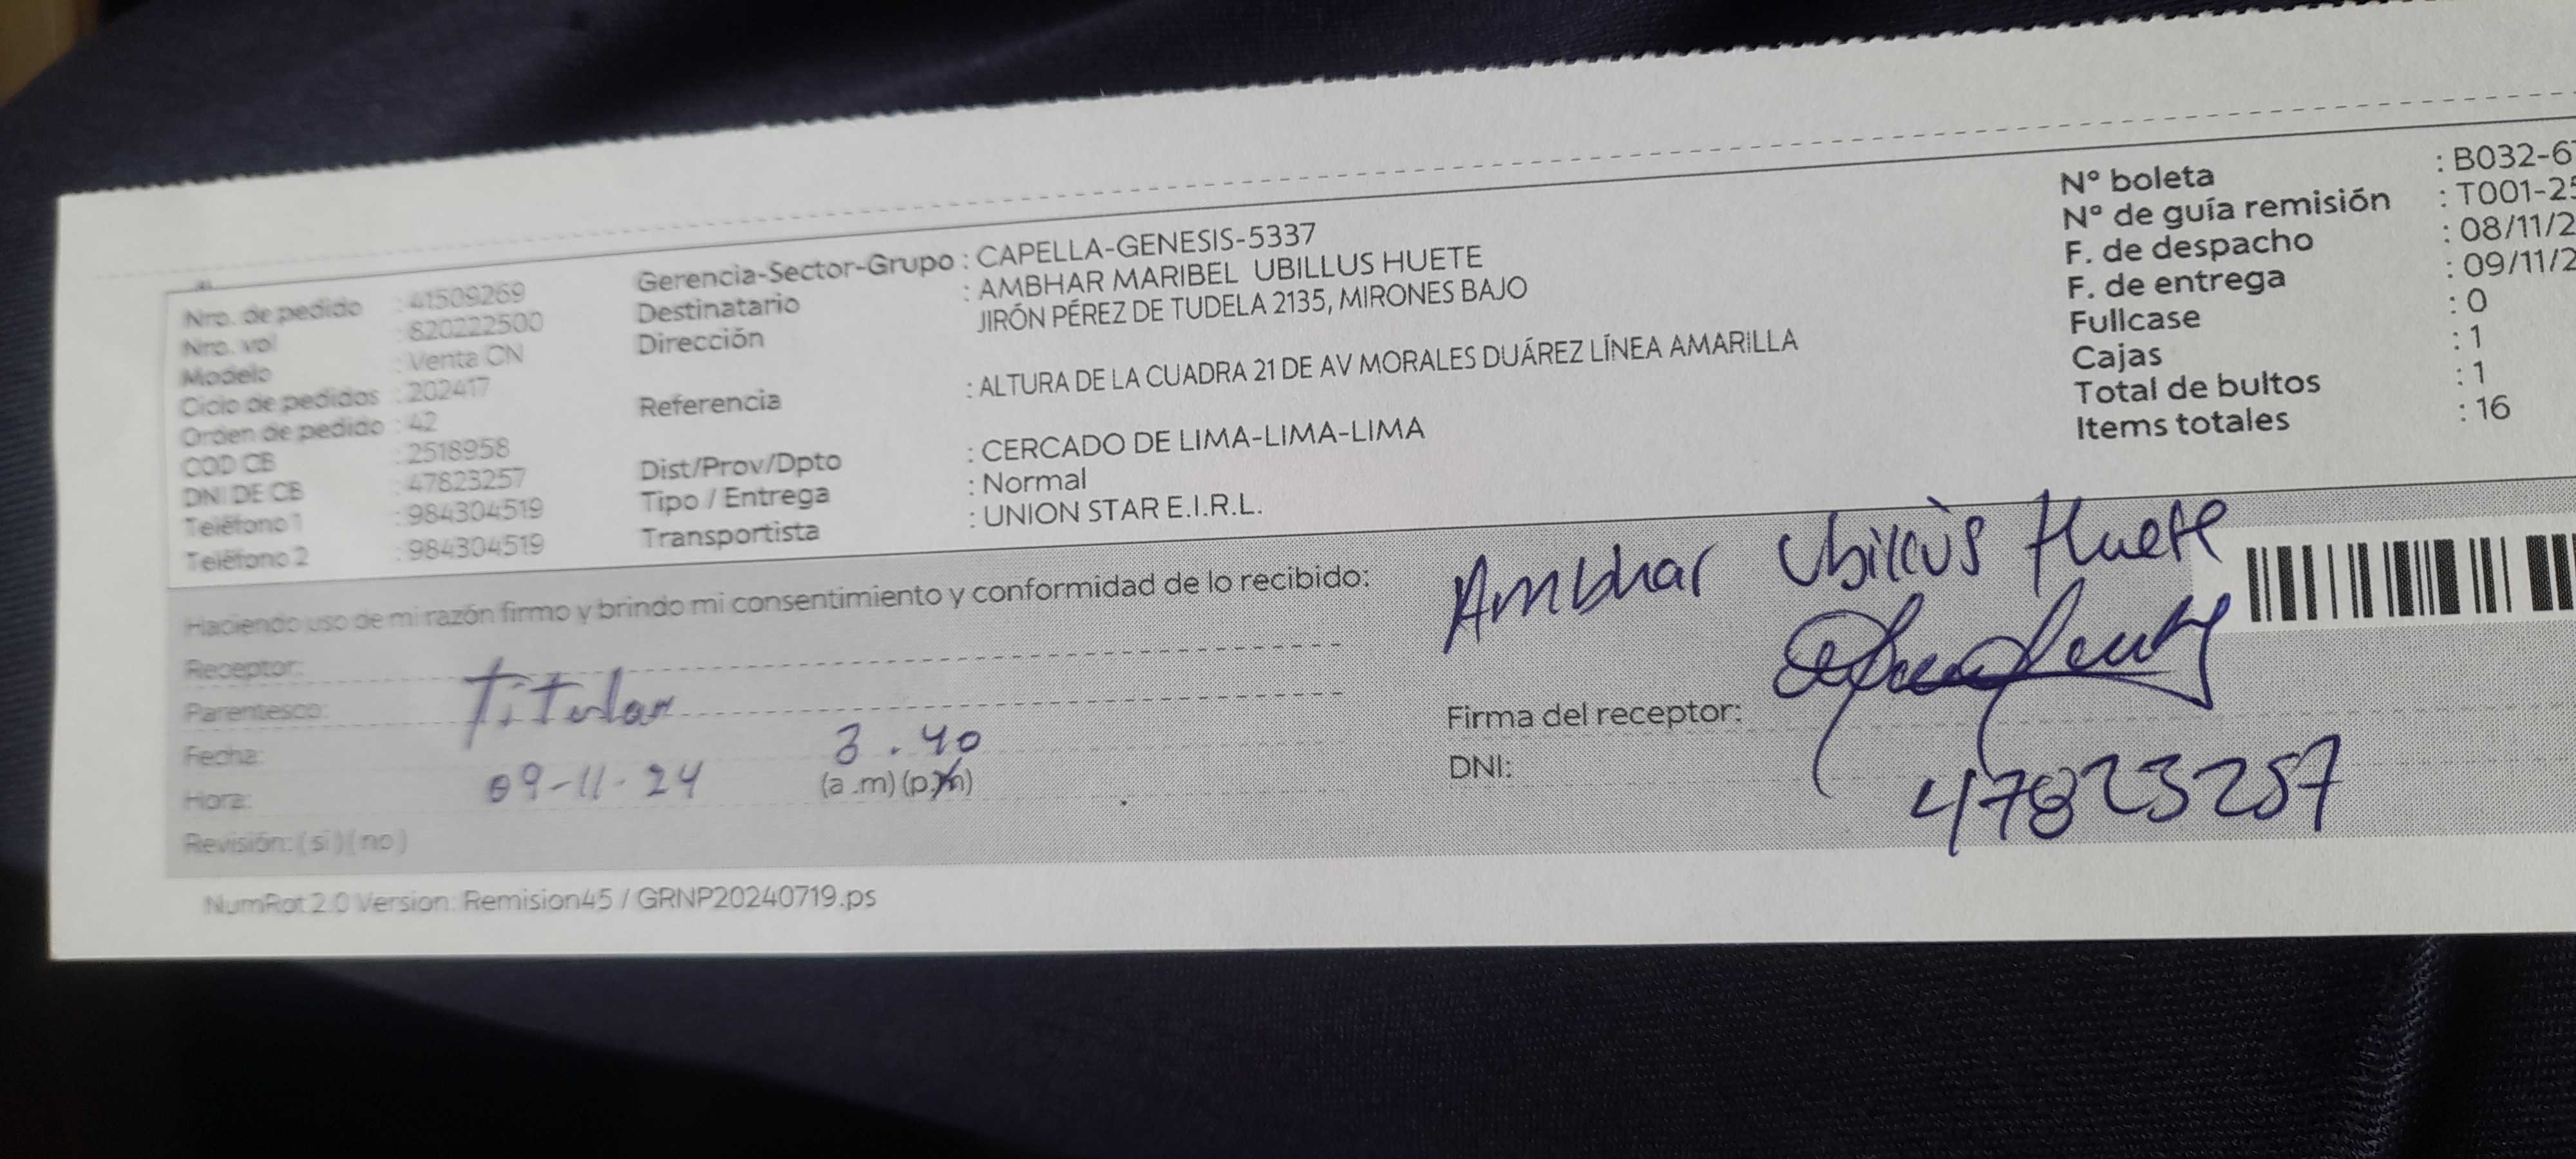 Nro. de pedido : 41509269
Nro. vol : 820222500
Modelo : Venta CN
Ciclo de pedidos : 202417
Orden de pedido : 42
COD CB : 2518958
DNI DE CB : 47823257
Teléfono 1 : 984304519
Teléfono 2 : 984304519
Gerencia-Sector-Grupo : CAPELLA-GENESIS-5337
Destinatario : AMBHAR MARIBEL UBILLUS HUETE
Dirección JIRÓN PÉREZ DE TUDELA 2135, MIRONES BAJO
Referencia : ALTURA DE LA CUADRA 21 DE AV MORALES DUÁREZ LÍNEA AMARILLA
Dist/Prov/Dpto : CERCADO DE LIMA-LIMA-LIMA
Tipo / Entrega : Normal
Transportista : UNION STAR E.I.R.L.
N° boleta : B032-6
N° de guía remisión : T001-25
F. de despacho : 08/11/2
F. de entrega : 09/11/2
Fullcase : 0
Cajas : 1
Total de bultos : 1
Items totales : 16
Haciendo uso de mi razón firmo y brindo mi consentimiento y conformidad de lo recibido:
Ambhar Ubillùs Huete
Receptor:
Parentesco: Titular
Fecha: 3.40
Hora: 09-11-24 (a.m) (p.m)
Revisión: (si) (no)
Firma del receptor:
DNI: 47823257
NumRot 2.0 Version: Remision45 / GRNP20240719.ps